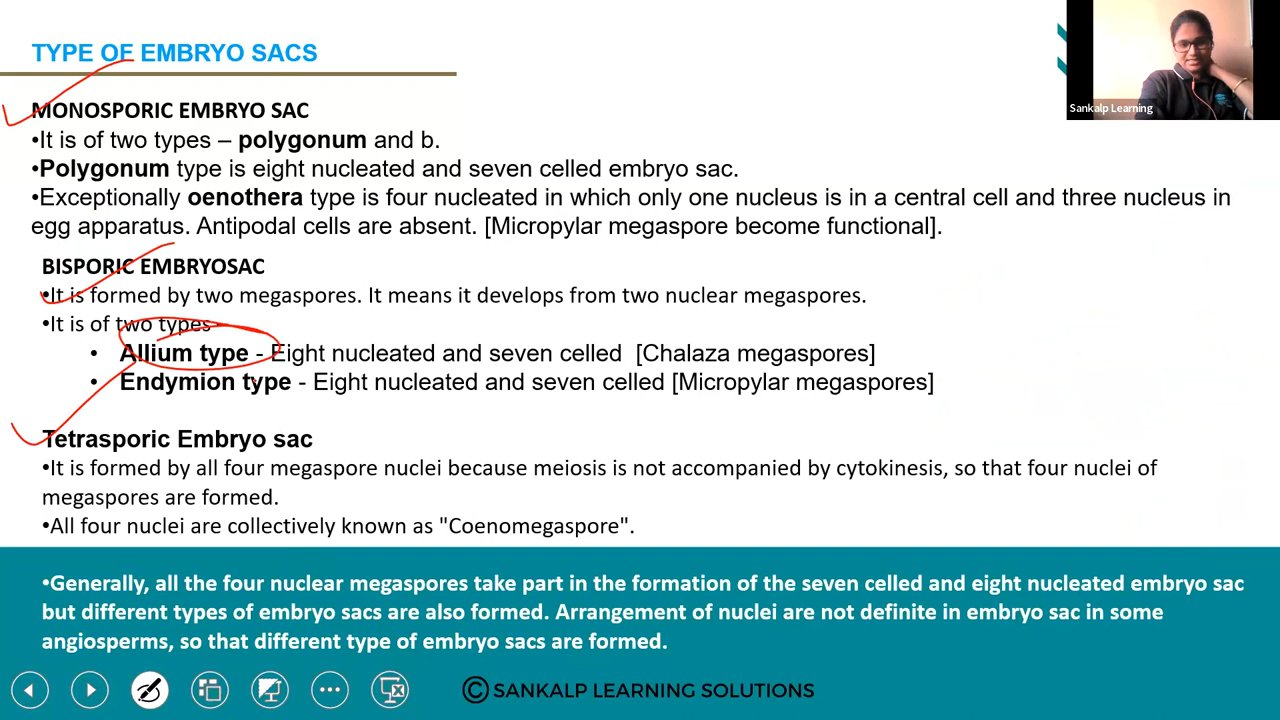 TYPE OF EMBRYO SACS
Sankalp Learning
MONOSPORIC EMBRYO SAC
•It is of two types – polygonum and b.
•Polygonum type is eight nucleated and seven celled embryo sac.
•Exceptionally oenothera type is four nucleated in which only one nucleus is in a central cell and three nucleus in
egg apparatus. Antipodal cells are absent. [Micropylar megaspore become functional].
BISPORIC EMBRYOSAC
•It is formed by two megaspores. It means it develops from two nuclear megaspores.
•It is of two types-
• Allium type - Eight nucleated and seven celled [Chalaza megaspores]
• Endymion type - Eight nucleated and seven celled [Micropylar megaspores]
Tetrasporic Embryo sac
•It is formed by all four megaspore nuclei because meiosis is not accompanied by cytokinesis, so that four nuclei of
megaspores are formed.
•All four nuclei are collectively known as "Coenomegaspore".
•Generally, all the four nuclear megaspores take part in the formation of the seven celled and eight nucleated embryo sac
but different types of embryo sacs are also formed. Arrangement of nuclei are not definite in embryo sac in some
angiosperms, so that different type of embryo sacs are formed.
© SANKALP LEARNING SOLUTIONS